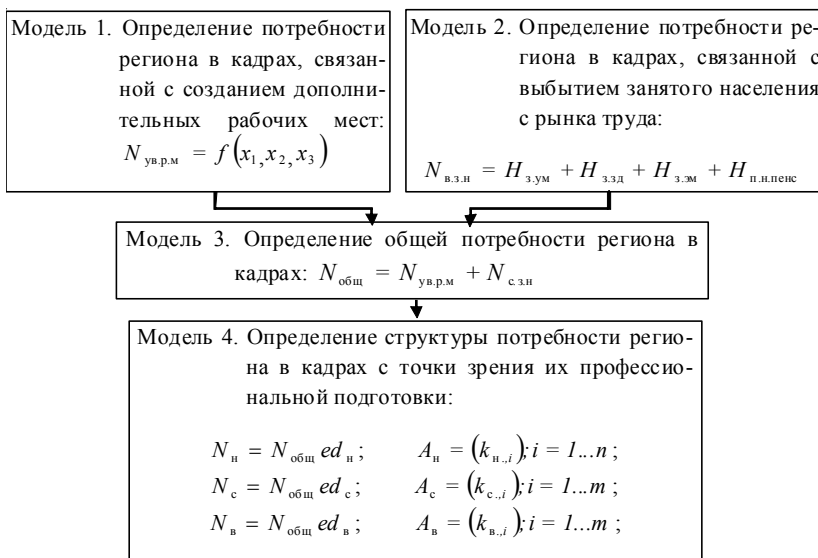 Модель 1. Определение потребности
региона в кадрах, связан-
ной с созданием дополни-
тельных рабочих мест:
N ув.р.м = f(x₁,x₂,x₃)
Модель 2. Определение потребности ре-
гиона в кадрах, связанной с
выбытием занятого населения
с рынка труда:
N в.з.н = H з.ум + H з.зд + H з.эм + H п.н.пенс
Модель 3. Определение общей потребности региона в
кадрах: N общ = N ув.р.м + N с.з.н
Модель 4. Определение структуры потребности регио-
на в кадрах с точки зрения их профессио-
нальной подготовки:
N н = N общ ed н ; A н = (k н.,i); i = 1...n ;
N с = N общ ed с ; A с = (k с.,i); i = 1...m ;
N в = N общ ed в ; A в = (k в.,i); i = 1...m ;